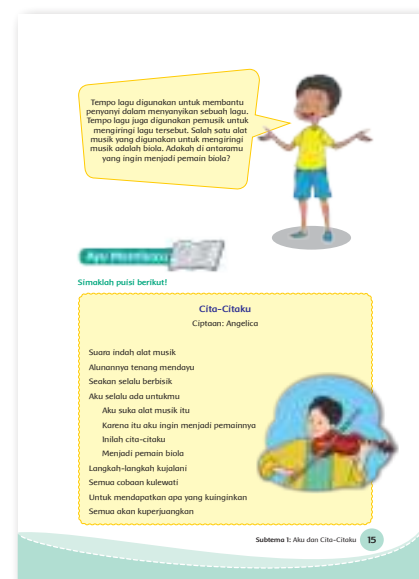 Tempo lagu digunakan untuk membantu
penyanyi dalam menyanyikan sebuah lagu.
Tempo lagu juga digunakan pemusik untuk
mengiringi lagu tersebut. Salah satu alat
musik yang digunakan untuk mengiringi
musik adalah biola. Adakah di antaramu
yang ingin menjadi pemain biola?
Ayo Membaca
Simaklah puisi berikut!
Cita-Citaku
Ciptaan: Angelica
Suara indah alat musik
Alunannya tenang mendayu
Seakan selalu berbisik
Aku selalu ada untukmu
Aku suka alat musik itu
Karena itu aku ingin menjadi pemainnya
Inilah cita-citaku
Menjadi pemain biola
Langkah-langkah kujalani
Semua cobaan kulewati
Untuk mendapatkan apa yang kuinginkan
Semua akan kuperjuangkan
Subtema 1: Aku dan Cita-Citaku 15